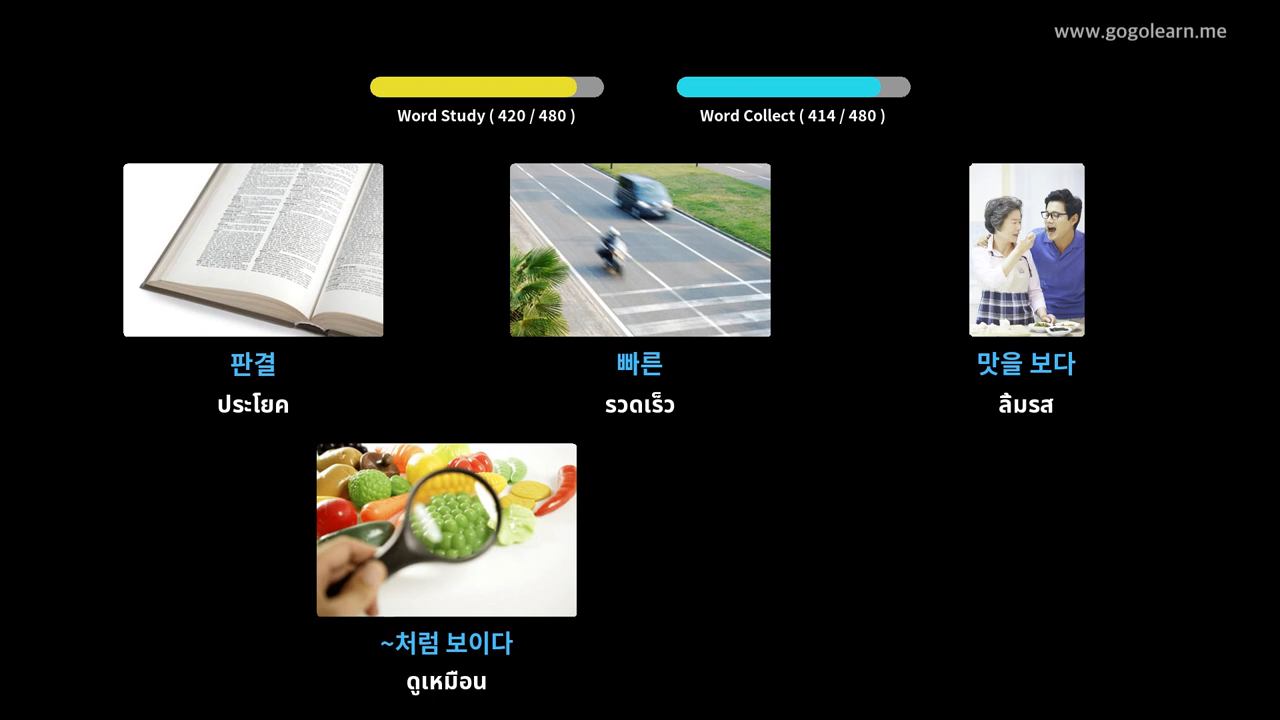 www.gogolearn.me
Word Study ( 420 / 480 )
Word Collect ( 414 / 480 )
판결
ประโยค
빠른
รวดเร็ว
맛을 보다
ลิ้มรส
~처럼 보이다
ดูเหมือน